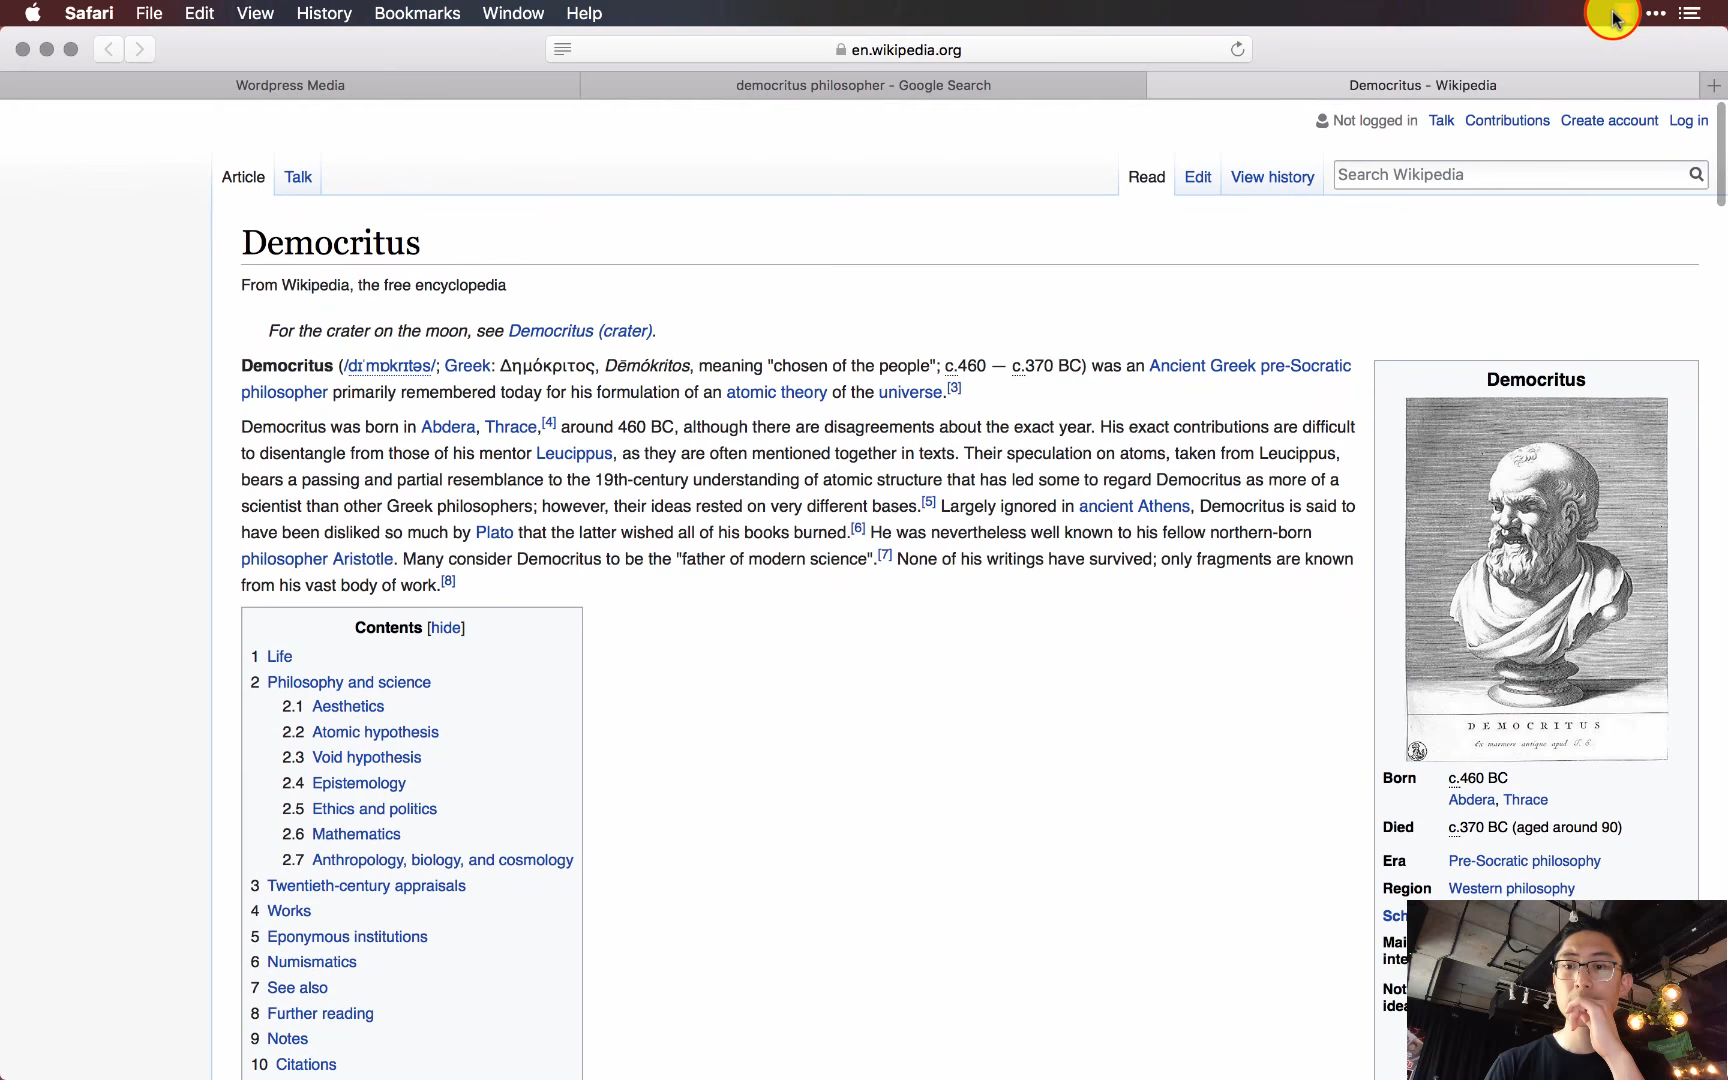 Safari File Edit View History Bookmarks Window Help
en.wikipedia.org
Wordpress Media
democritus philosopher - Google Search
Democritus - Wikipedia
Not logged in Talk Contributions Create account Log in
Article Talk
Read Edit View history
Search Wikipedia
Democritus
From Wikipedia, the free encyclopedia
For the crater on the moon, see Democritus (crater).
Democritus (/dɪˈmɒkrɪtəs/; Greek: Δημόκριτος, Dēmókritos, meaning "chosen of the people"; c.460 — c.370 BC) was an Ancient Greek pre-Socratic
philosopher primarily remembered today for his formulation of an atomic theory of the universe.[3]
Democritus was born in Abdera, Thrace,[4] around 460 BC, although there are disagreements about the exact year. His exact contributions are difficult
to disentangle from those of his mentor Leucippus, as they are often mentioned together in texts. Their speculation on atoms, taken from Leucippus,
bears a passing and partial resemblance to the 19th-century understanding of atomic structure that has led some to regard Democritus as more of a
scientist than other Greek philosophers; however, their ideas rested on very different bases.[5] Largely ignored in ancient Athens, Democritus is said to
have been disliked so much by Plato that the latter wished all of his books burned.[6] He was nevertheless well known to his fellow northern-born
philosopher Aristotle. Many consider Democritus to be the "father of modern science".[7] None of his writings have survived; only fragments are known
from his vast body of work.[8]
Contents [hide]
1 Life
2 Philosophy and science
2.1 Aesthetics
2.2 Atomic hypothesis
2.3 Void hypothesis
2.4 Epistemology
2.5 Ethics and politics
2.6 Mathematics
2.7 Anthropology, biology, and cosmology
3 Twentieth-century appraisals
4 Works
5 Eponymous institutions
6 Numismatics
7 See also
8 Further reading
9 Notes
10 Citations
Democritus
DEMOCRITUS
Ex marmore antiquo apud
Born c.460 BC
Abdera, Thrace
Died c.370 BC (aged around 90)
Era Pre-Socratic philosophy
Region Western philosophy
Sch
Mai
inte
Not
idea